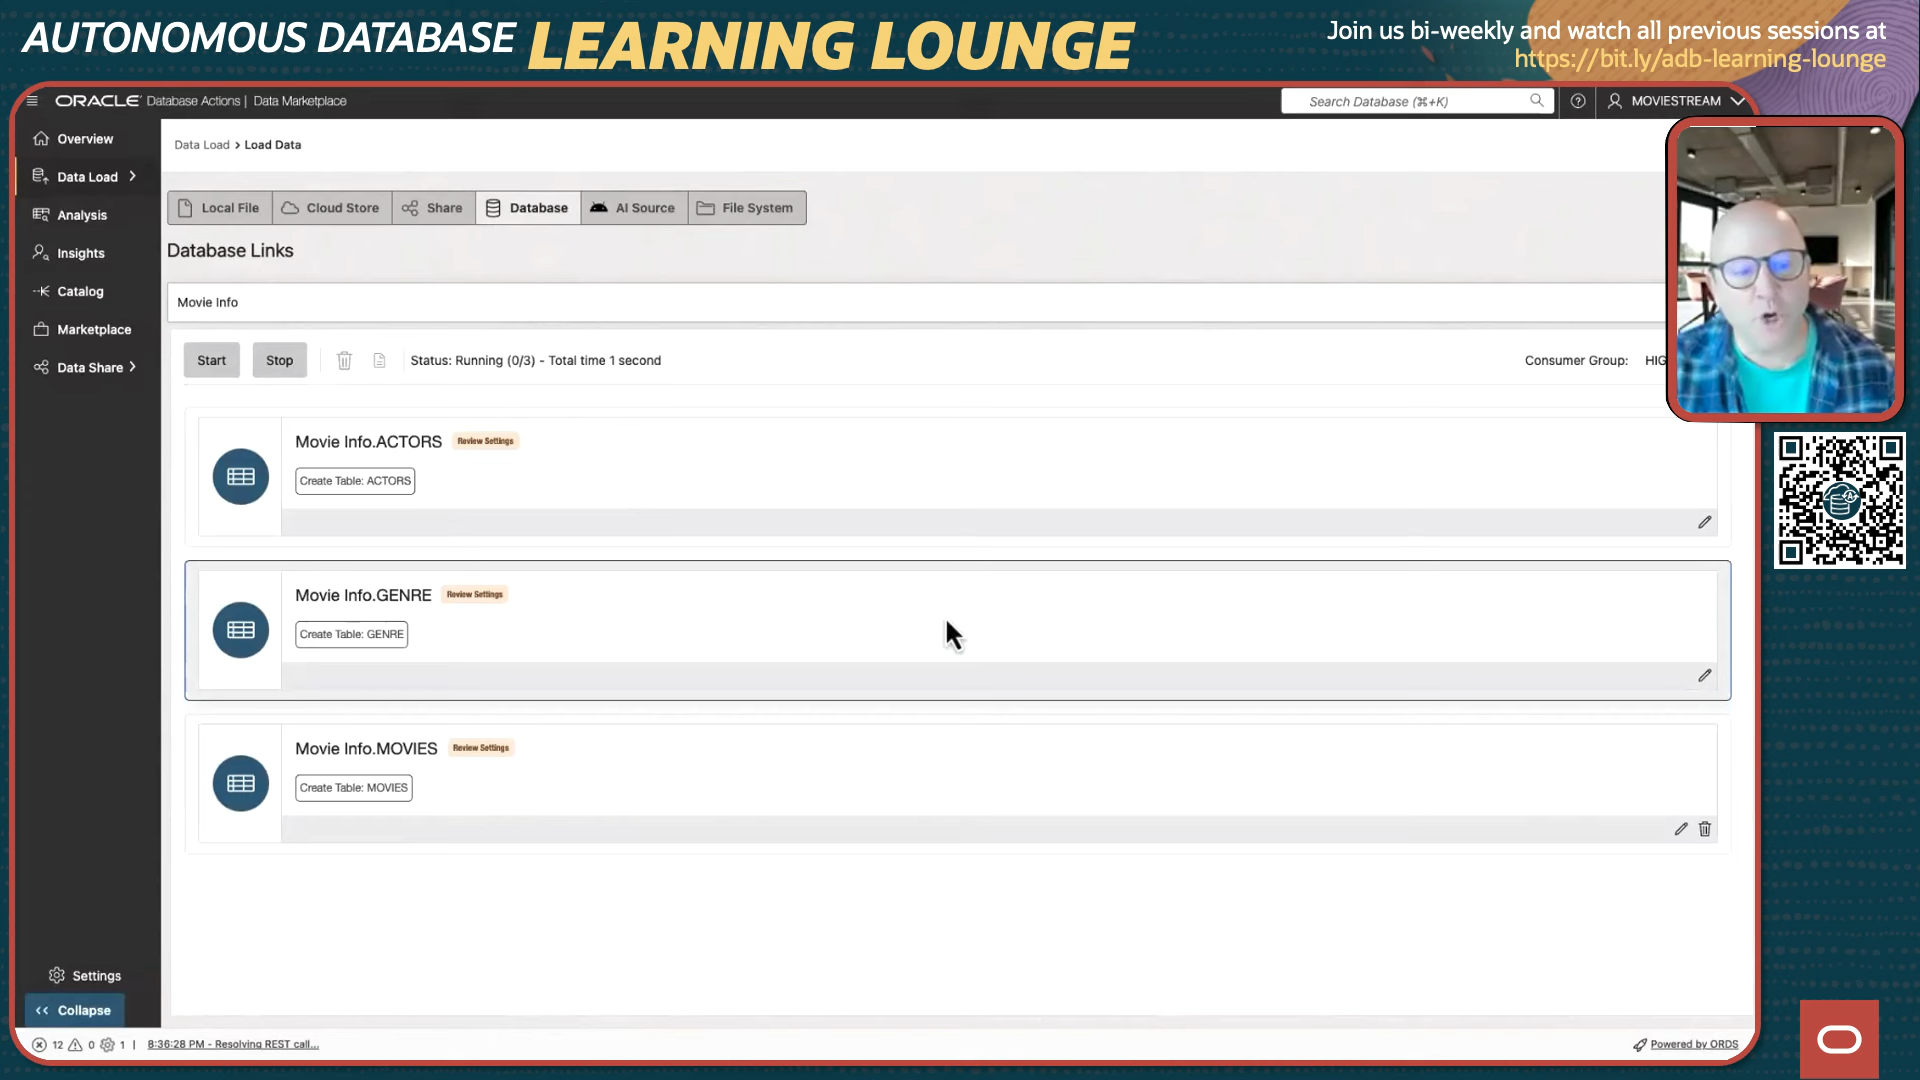 AUTONOMOUS DATABASE LEARNING LOUNGE
Join us bi-weekly and watch all previous sessions at
https://bit.ly/adb-learning-lounge
ORACLE Database Actions | Data Marketplace
Search Database (⌘+K)
MOVIESTREAM
Overview
Data Load
Analysis
Insights
Catalog
Marketplace
Data Share
Settings
Collapse
Data Load > Load Data
Local File
Cloud Store
Share
Database
AI Source
File System
Database Links
Movie Info
Start
Stop
Status: Running (0/3) - Total time 1 second
Consumer Group: HIG
Movie Info.ACTORS Review Settings
Create Table: ACTORS
Movie Info.GENRE Review Settings
Create Table: GENRE
Movie Info.MOVIES Review Settings
Create Table: MOVIES
12 0 1 | 8:36:28 PM - Resolving REST call...
Powered by ORDS